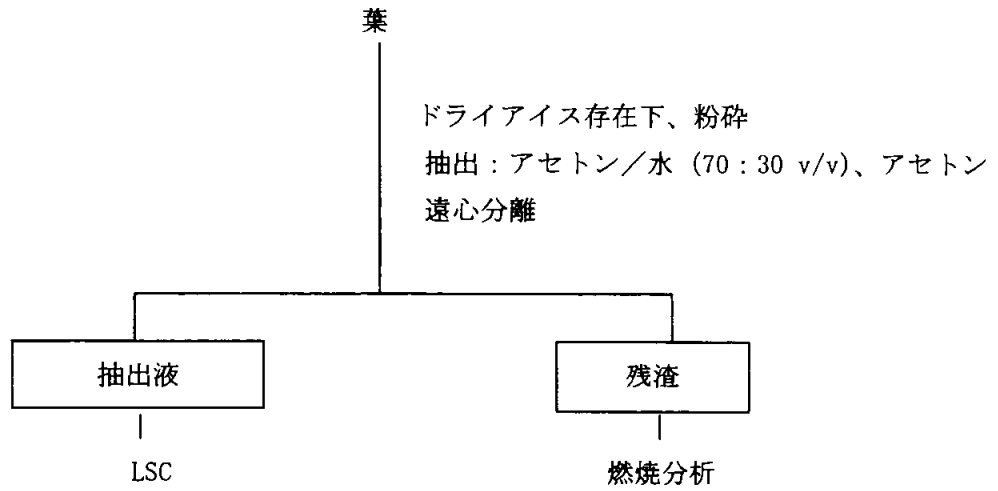 葉
ドライアイス存在下、粉砕
抽出：アセトン／水 (70：30 v/v)、アセトン
遠心分離
抽出液
残渣
LSC
燃焼分析